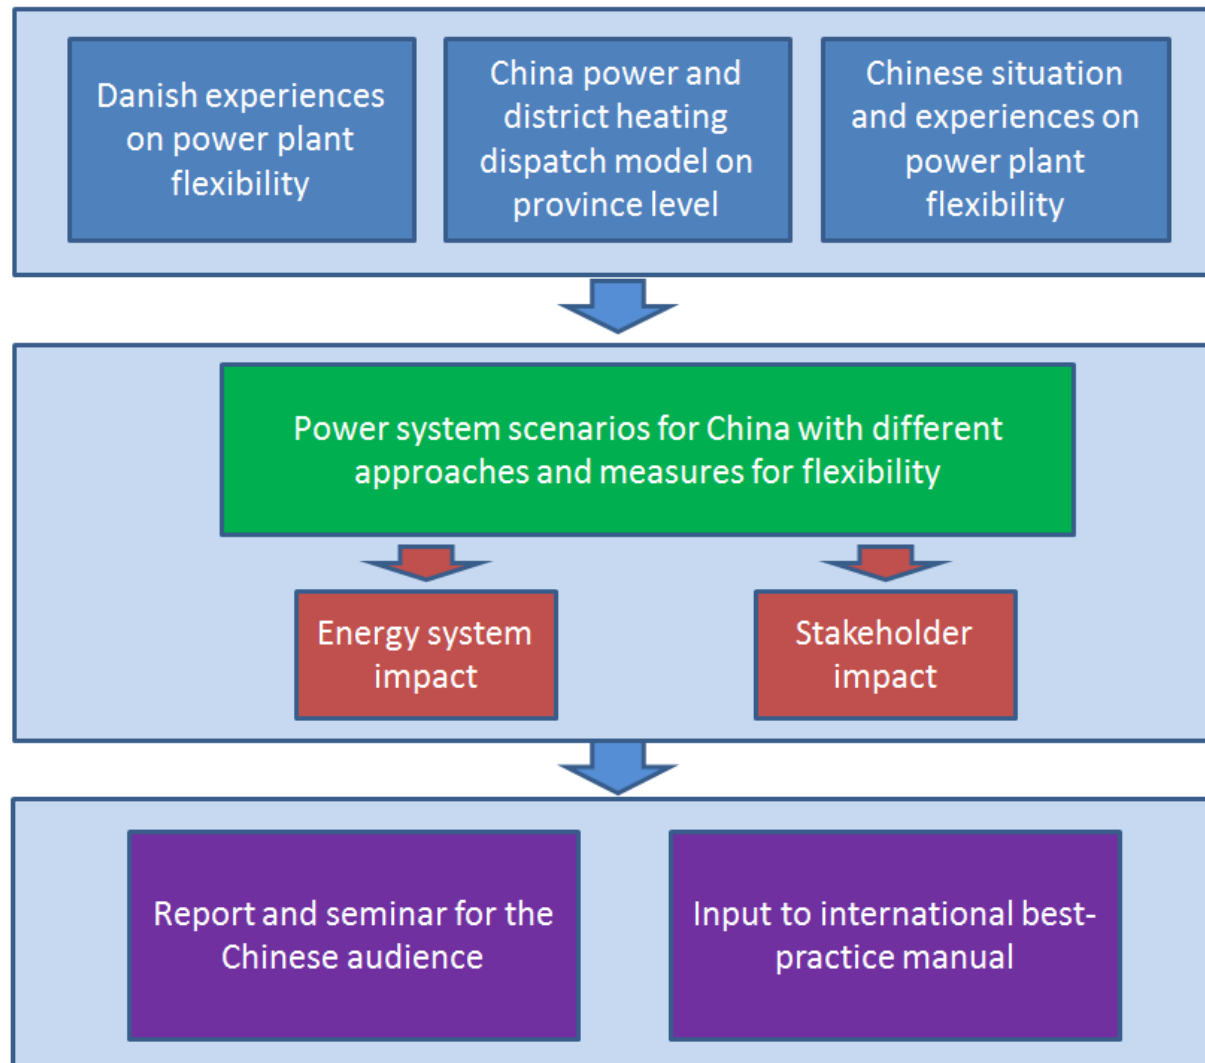 Danish experiences
on power plant
flexibility
China power and
district heating
dispatch model on
province level
Chinese situation
and experiences on
power plant
flexibility
Power system scenarios for China with different
approaches and measures for flexibility
Energy system
impact
Stakeholder
impact
Report and seminar for the
Chinese audience
Input to international best-
practice manual